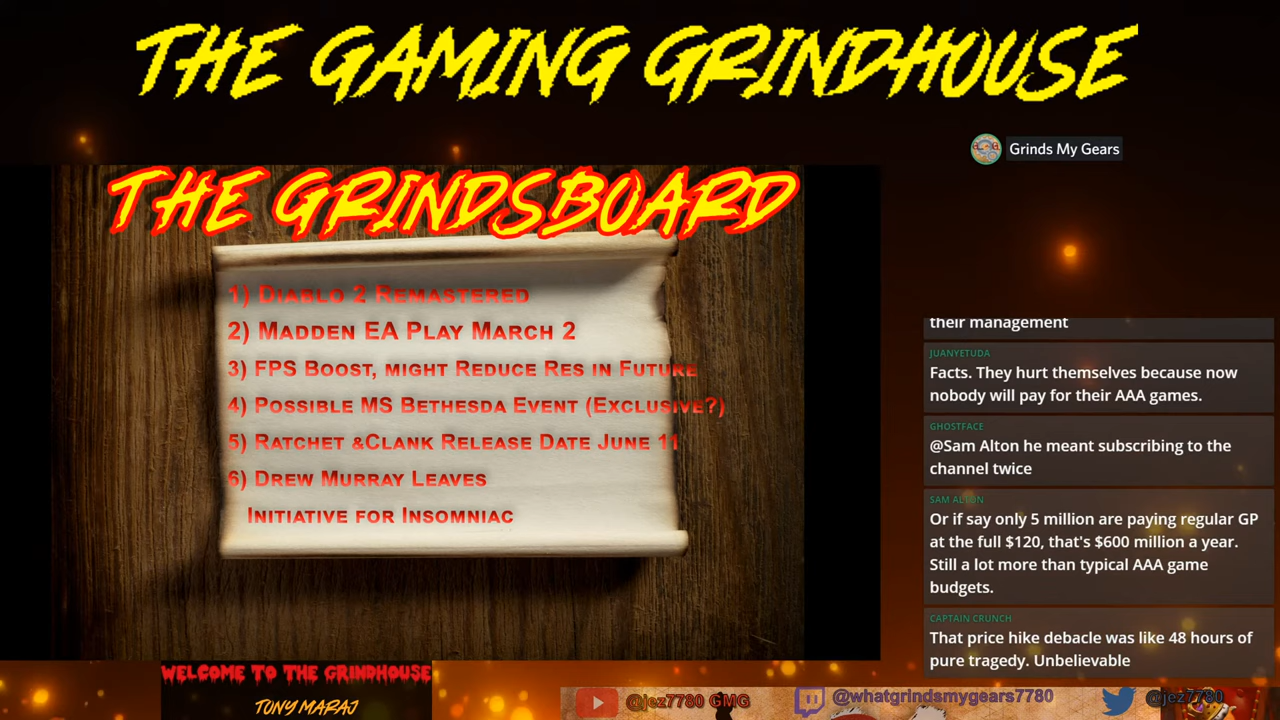 THE GAMING GRINDHOUSE
Grinds My Gears
THE GRINDSBOARD
1) Diablo 2 Remastered
2) Madden EA Play March 2
3) FPS Boost, might Reduce Res in Future
4) Possible MS Bethesda Event (Exclusive?)
5) Ratchet &Clank Release Date June 11
6) Drew Murray Leaves
Initiative for Insomniac
their management
JUANYETUDA
Facts. They hurt themselves because now
nobody will pay for their AAA games.
GHOSTFACE
@Sam Alton he meant subscribing to the
channel twice
SAM ALTON
Or if say only 5 million are paying regular GP
at the full $120, that's $600 million a year.
Still a lot more than typical AAA game
budgets.
CAPTAIN CRUNCH
That price hike debacle was like 48 hours of
pure tragedy. Unbelievable
WELCOME TO THE GRINDHOUSE
TONY MARAJ
@jez7780 GMG
@whatgrindsmygears7780
@jez7780